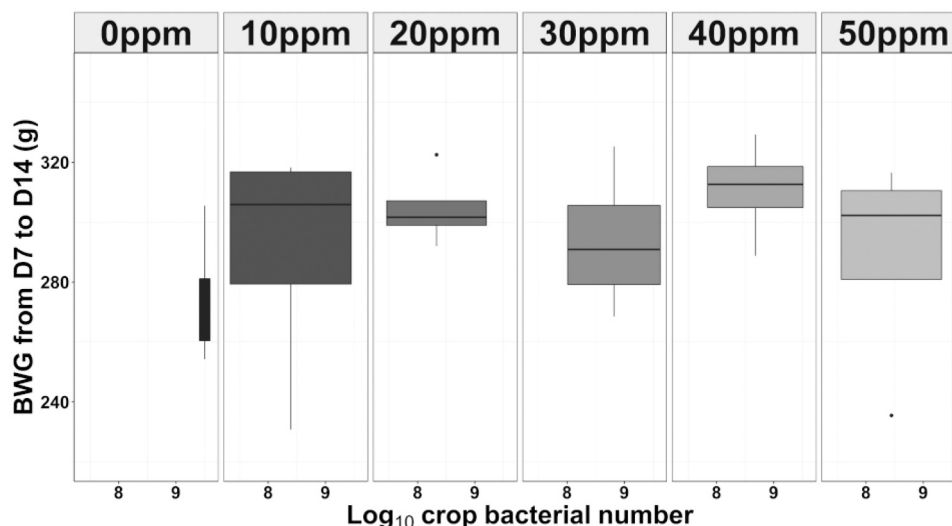 0ppm 10ppm 20ppm 30ppm 40ppm 50ppm
BWG from D7 to D14 (g)
320
280
240
8 9 8 9 8 9 8 9 8 9 8 9
Log₁₀ crop bacterial number